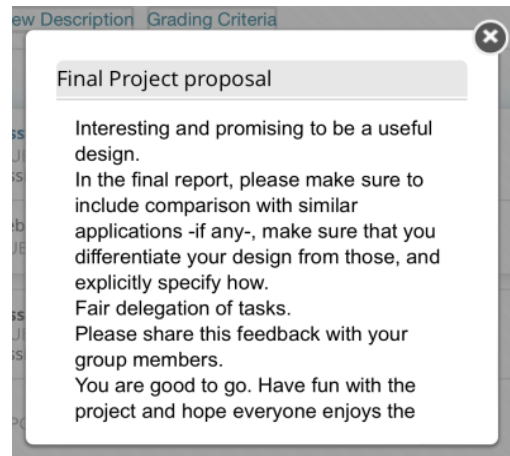 Description Grading Criteria
Final Project proposal
Interesting and promising to be a useful
design.
In the final report, please make sure to
include comparison with similar
applications -if any-, make sure that you
differentiate your design from those, and
explicitly specify how.
Fair delegation of tasks.
Please share this feedback with your
group members.
You are good to go. Have fun with the
project and hope everyone enjoys the